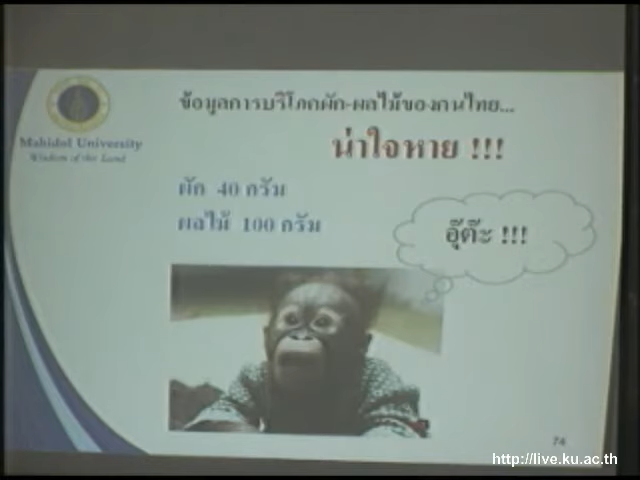 Mahidol University
Wisdom of the Land
ข้อมูลการบริโภคผัก-ผลไม้ของคนไทย...
น่าใจหาย !!!
ผัก 40 กรัม
ผลไม้ 100 กรัม
อุ๊ต๊ะ !!!
74
http://live.ku.ac.th